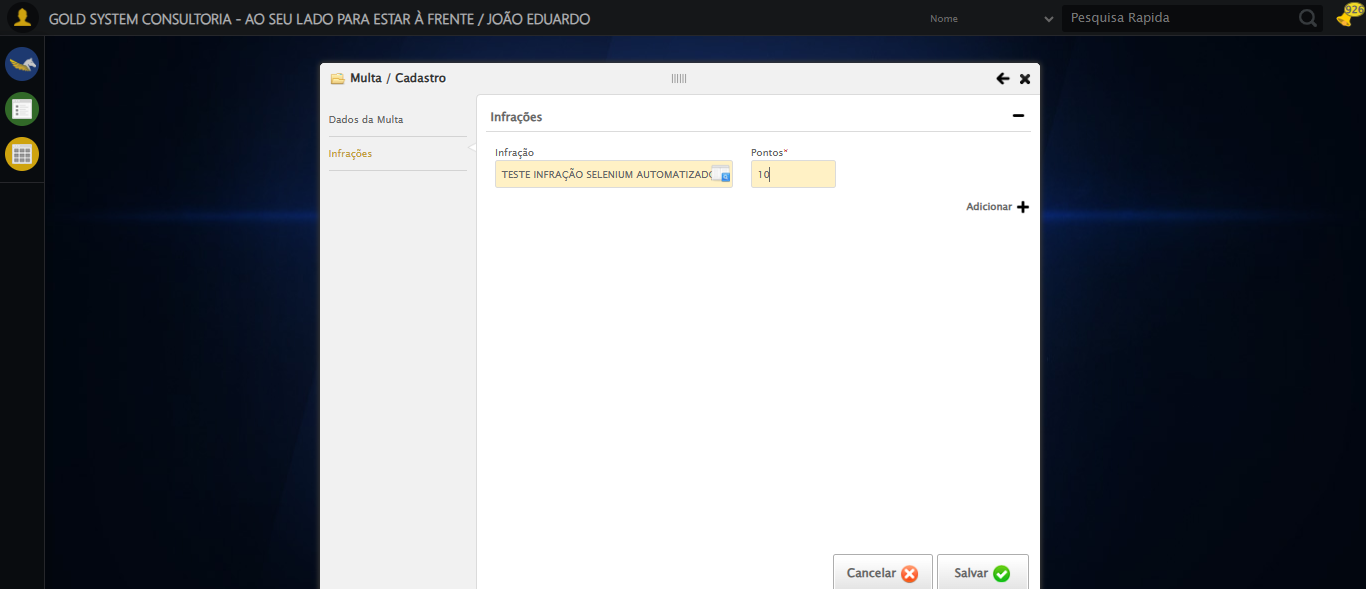 GOLD SYSTEM CONSULTORIA - AO SEU LADO PARA ESTAR À FRENTE / JOÃO EDUARDO
Nome
Pesquisa Rapida
926
Multa / Cadastro
Dados da Multa
Infrações
Infrações
Infração
Pontos*
TESTE INFRAÇÃO SELENIUM AUTOMATIZADO
10
Adicionar
Cancelar
Salvar